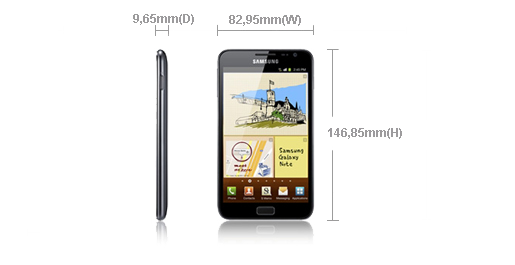 9,65mm(D)
82,95mm(W)
146,85mm(H)
SAMSUNG
Samsung
Galaxy
Note
Phone
Contacts
Messaging
Applications